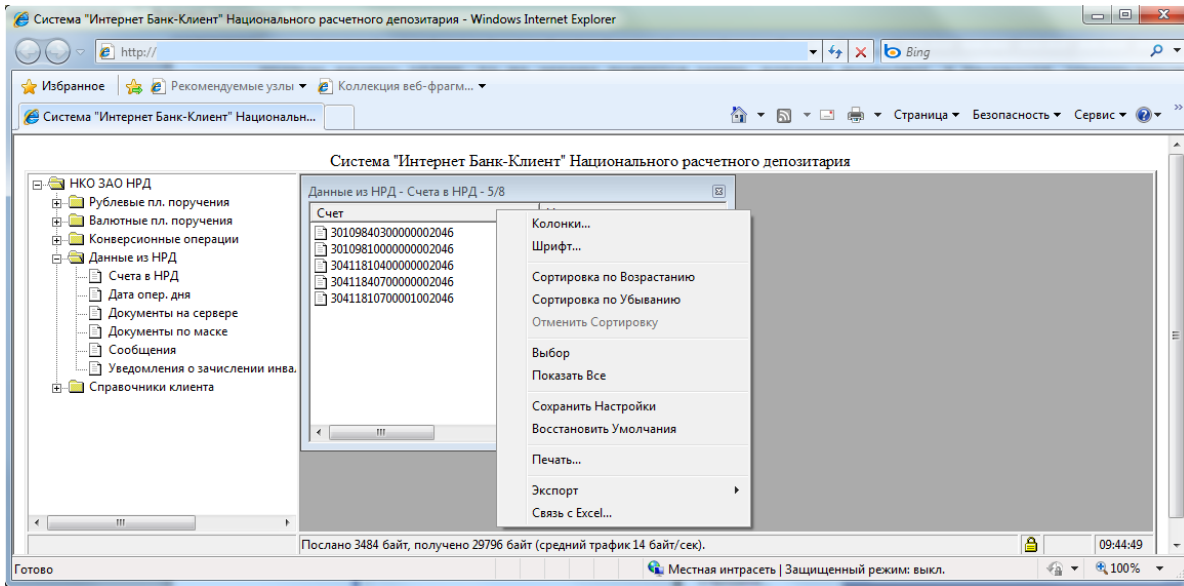 Система "Интернет Банк-Клиент" Национального расчетного депозитария - Windows Internet Explorer
http://
Bing
Избранное
Рекомендуемые узлы
Коллекция веб-фрагм...
Система "Интернет Банк-Клиент" Националь­н...
Страница
Безопасность
Сервис
Система "Интернет Банк-Клиент" Национального расчетного депозитария
НКО ЗАО НРД
Рублевые пл. поручения
Валютные пл. поручения
Конверсионные операции
Данные из НРД
Счета в НРД
Дата опер. дня
Документы на сервере
Документы по маске
Сообщения
Уведомления о зачислении инва.
Справочники клиента
Данные из НРД - Счета в НРД - 5/8
Счет
30109840300000002046
30109810000000002046
30411810400000002046
30411840700000002046
30411810700001002046
Колонки...
Шрифт...
Сортировка по Возрастанию
Сортировка по Убыванию
Отменить Сортировку
Выбор
Показать Все
Сохранить Настройки
Восстановить Умолчания
Печать...
Экспорт
Связь с Excel...
Послано 3484 байт, получено 29796 байт (средний трафик 14 байт/сек).
09:44:49
Готово
Местная интрасеть | Защищенный режим: выкл.
100%